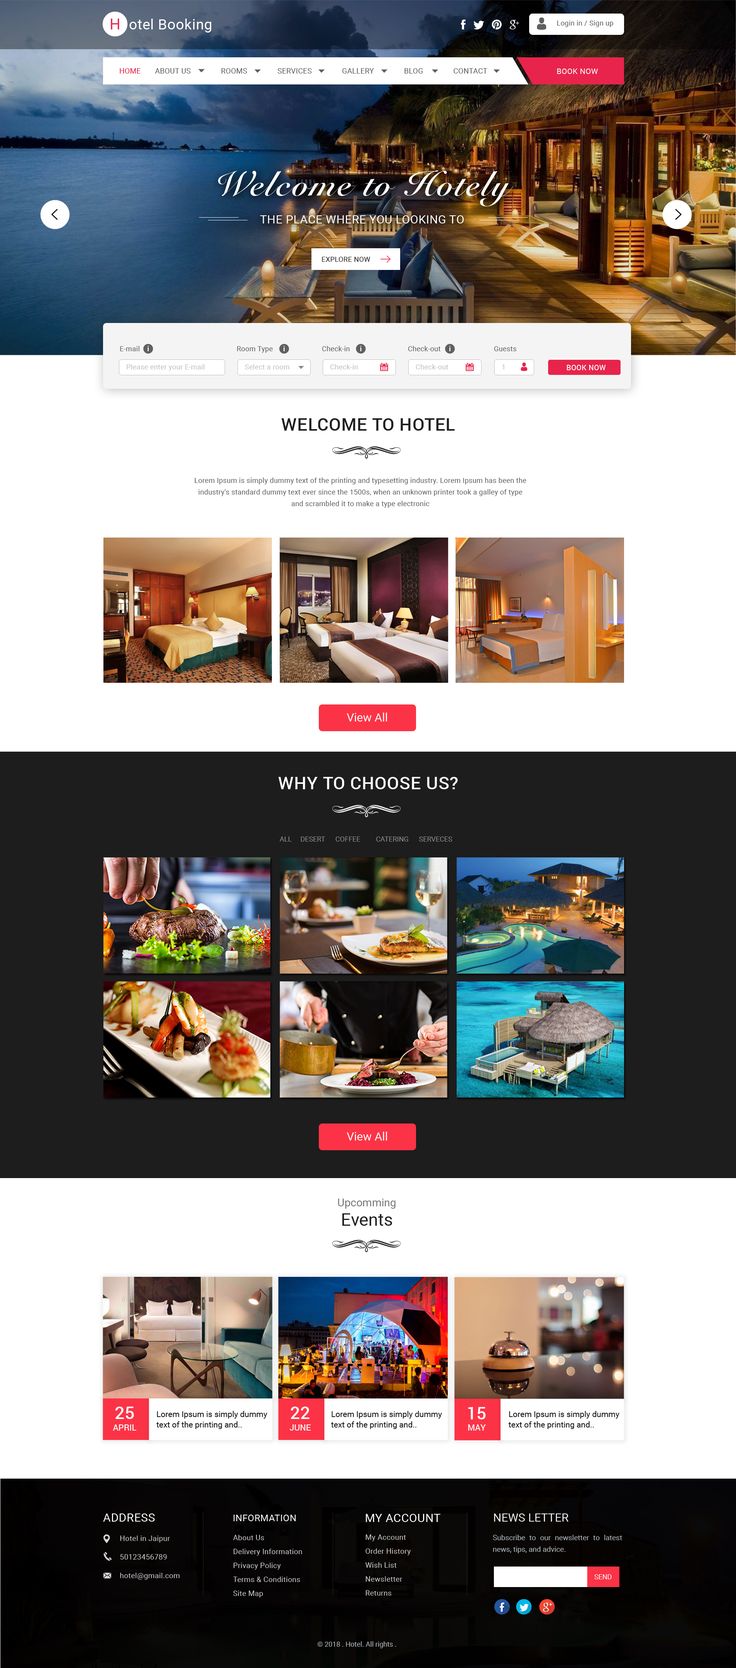 Hotel Booking
Login in / Sign up
HOME ABOUT US ROOMS SERVICES GALLERY BLOG CONTACT BOOK NOW
Welcome to Hotely
THE PLACE WHERE YOU LOOKING TO
EXPLORE NOW
E-mail Room Type Check-in Check-out Guests
Please enter your E-mail Select a room Check-in Check-out 1 BOOK NOW
WELCOME TO HOTEL
Lorem Ipsum is simply dummy text of the printing and typesetting industry. Lorem Ipsum has been the
industry's standard dummy text ever since the 1500s, when an unknown printer took a galley of type
and scrambled it to make a type electronic
View All
WHY TO CHOOSE US?
ALL DESERT COFFEE CATERING SERVECES
View All
Upcomming
Events
25
APRIL
Lorem Ipsum is simply dummy
text of the printing and..
22
JUNE
Lorem Ipsum is simply dummy
text of the printing and..
15
MAY
Lorem Ipsum is simply dummy
text of the printing and..
ADDRESS
Hotel in Jaipur
50123456789
hotel@gmail.com
INFORMATION
About Us
Delivery Information
Privacy Policy
Terms & Conditions
Site Map
MY ACCOUNT
My Account
Order History
Wish List
Newsletter
Returns
NEWS LETTER
Subscribe to our newsletter to latest
news, tips, and advice.
SEND
© 2018 . Hotel. All rights .